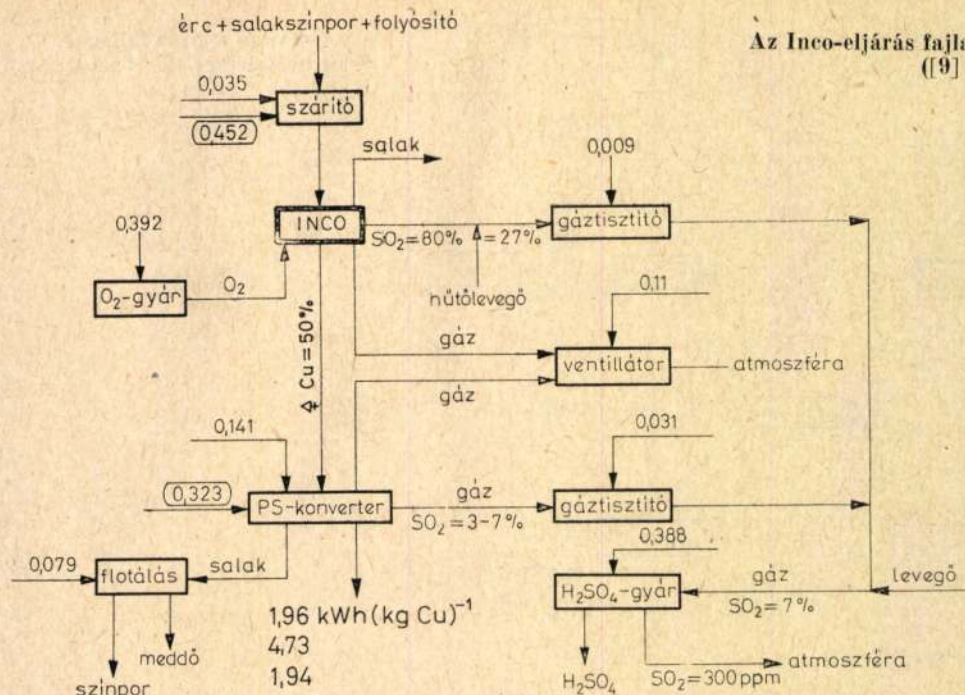 érc+salakszínpor+folyósító
Az Inco-eljárás fajla
([9]
0,035
szárító
0,452
salak
0,009
INCO
SO₂=80%
=27%
gáztisztító
0,392
O₂-gyár
O₂
hűtőlevegő
0,11
Cu=50%
gáz
ventillátor
atmoszféra
gáz
0,141
0,031
0,323
PS-konverter
gáz
SO₂=3-7%
gáztisztító
0,388
0,079
flotálás
salak
H₂SO₄-gyár
gáz
SO₂=7%
levegő
1,96 kWh(kg Cu)⁻¹
4,73
1,94
meddő
színpor
H₂SO₄
SO₂=300ppm
atmoszféra